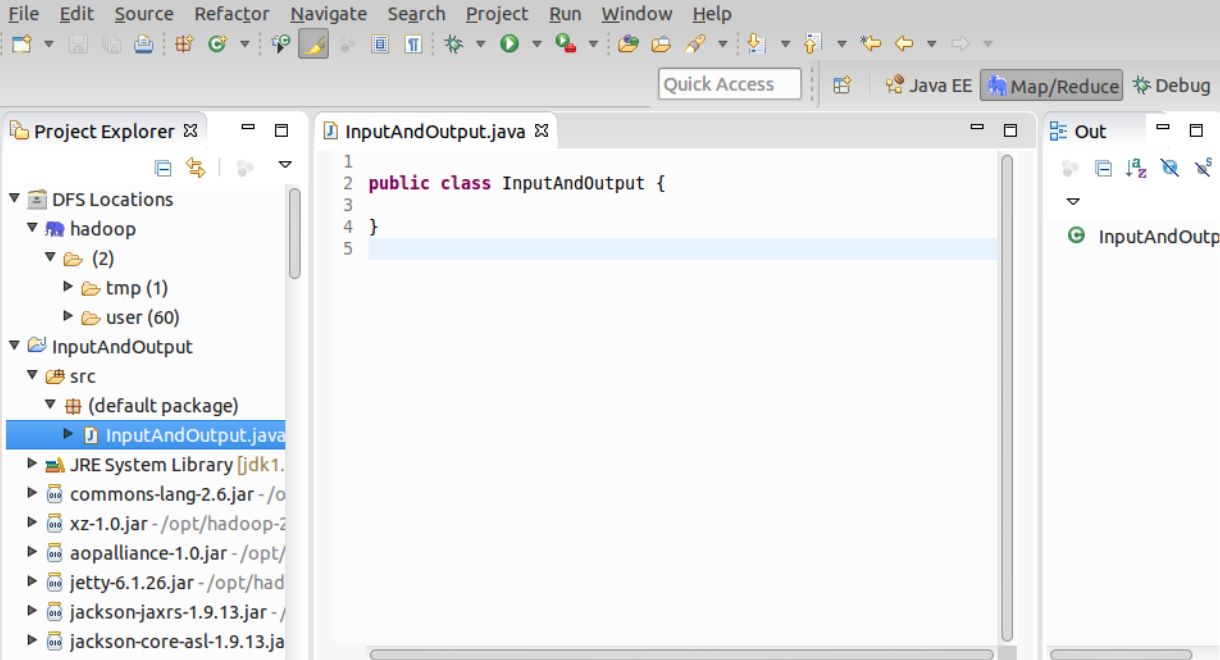 File Edit Source Refactor Navigate Search Project Run Window Help
Quick Access
Java EE
Map/Reduce
Debug
Project Explorer
DFS Locations
hadoop
(2)
tmp (1)
user (60)
InputAndOutput
src
(default package)
InputAndOutput.java
JRE System Library [jdk1.
commons-lang-2.6.jar - /o
xz-1.0.jar - /opt/hadoop-2
aopalliance-1.0.jar - /opt/
jetty-6.1.26.jar - /opt/had
jackson-jaxrs-1.9.13.jar - /
jackson-core-asl-1.9.13.ja
InputAndOutput.java
1
2 public class InputAndOutput {
3
4 }
5
Out
InputAndOutp